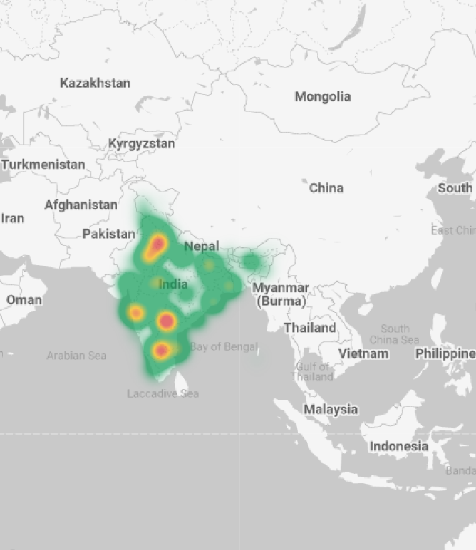 Kazakhstan
Mongolia
Kyrgyzstan
Turkmenistan
China
South
Afghanistan
Iran
East Chin
Pakistan
Nepal
India
Myanmar
(Burma)
Oman
Thailand
South
China Sea
Arabian Sea
Bay of Bengal
Vietnam
Philippine
Gulf of
Thailand
Laccadive Sea
Malaysia
Indonesia
Banda